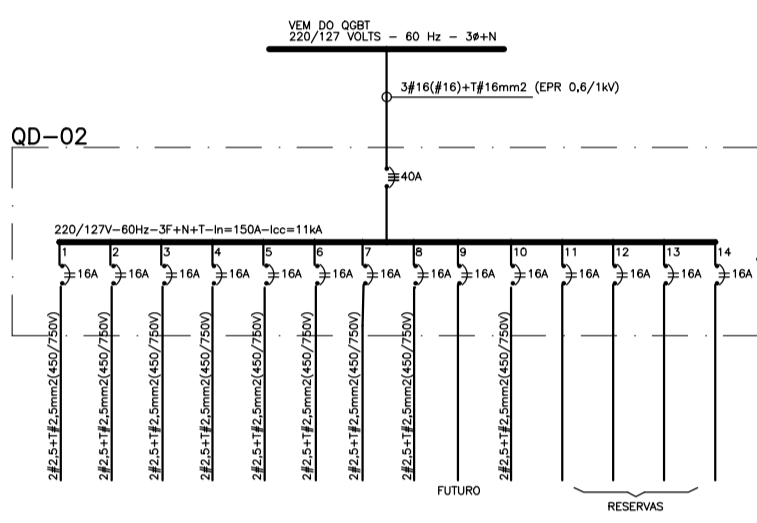 VEM DO QGBT
220/127 VOLTS - 60 Hz - 3ø+N
3#16(#16)+T#16mm2 (EPR 0,6/1kV)
QD-02
40A
220/127V-60Hz-3F+N+T-In=150A-Icc=11kA
1 2 3 4 5 6 7 8 9 10 11 12 13 14
16A 16A 16A 16A 16A 16A 16A 16A 16A 16A 16A 16A 16A 16A
2#2,5+T#2,5mm2(450/750V)
2#2,5+T#2,5mm2(450/750V)
2#2,5+T#2,5mm2(450/750V)
2#2,5+T#2,5mm2(450/750V)
2#2,5+T#2,5mm2(450/750V)
2#2,5+T#2,5mm2(450/750V)
2#2,5+T#2,5mm2(450/750V)
2#2,5+T#2,5mm2(450/750V)
2#2,5+T#2,5mm2(450/750V)
FUTURO
RESERVAS